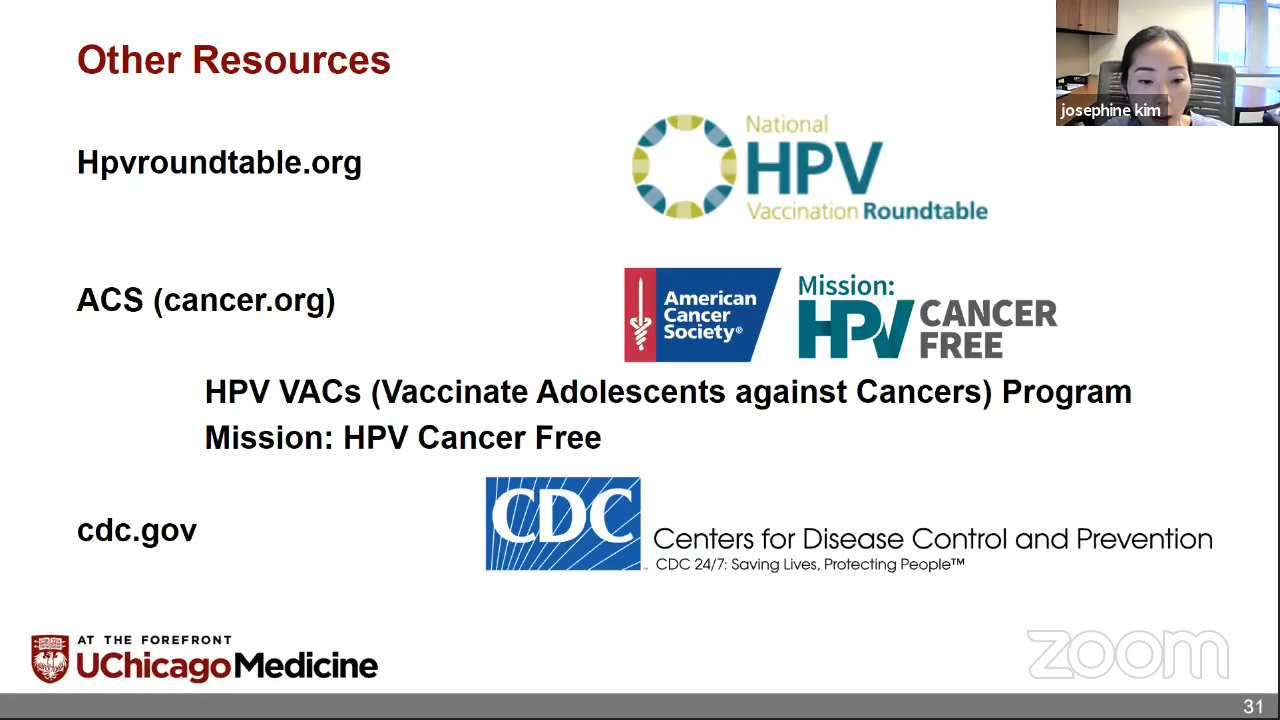 Other Resources
josephine kim
Hpvroundtable.org
National
HPV
Vaccination Roundtable
ACS (cancer.org)
American
Cancer
Society®
Mission:
HPV CANCER
FREE
HPV VACs (Vaccinate Adolescents against Cancers) Program
Mission: HPV Cancer Free
cdc.gov
CDC
Centers for Disease Control and Prevention
CDC 24/7: Saving Lives, Protecting People™
AT THE FOREFRONT
UChicago Medicine
zoom
31